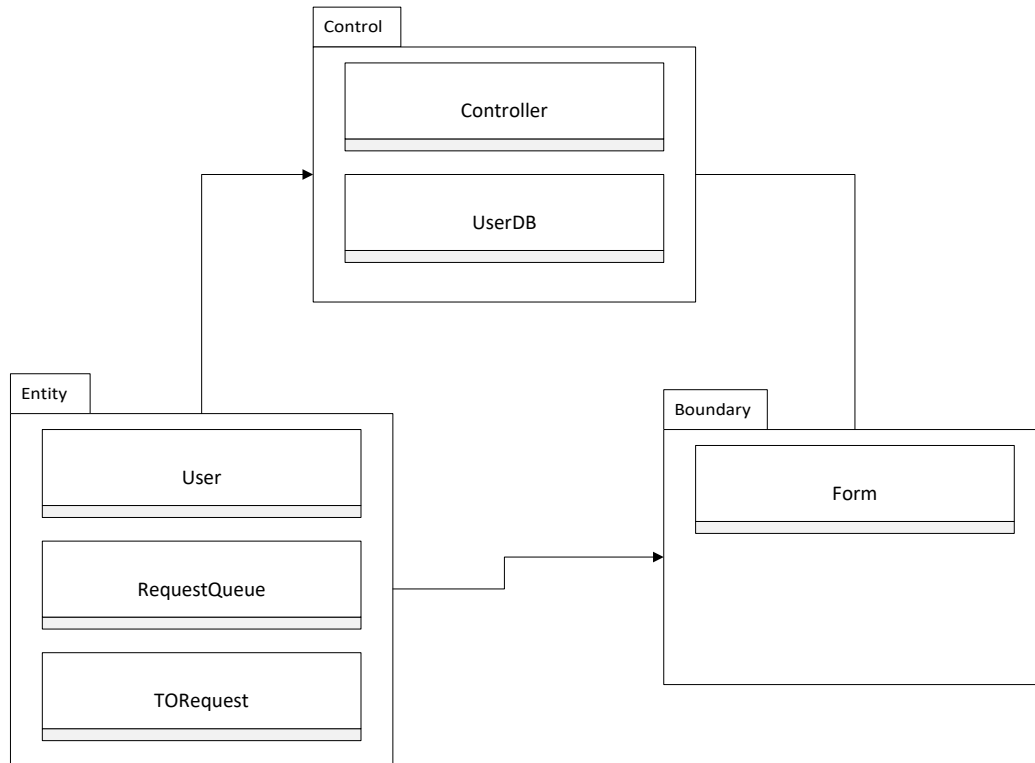 Control
Controller
UserDB
Entity
User
RequestQueue
TORequest
Boundary
Form